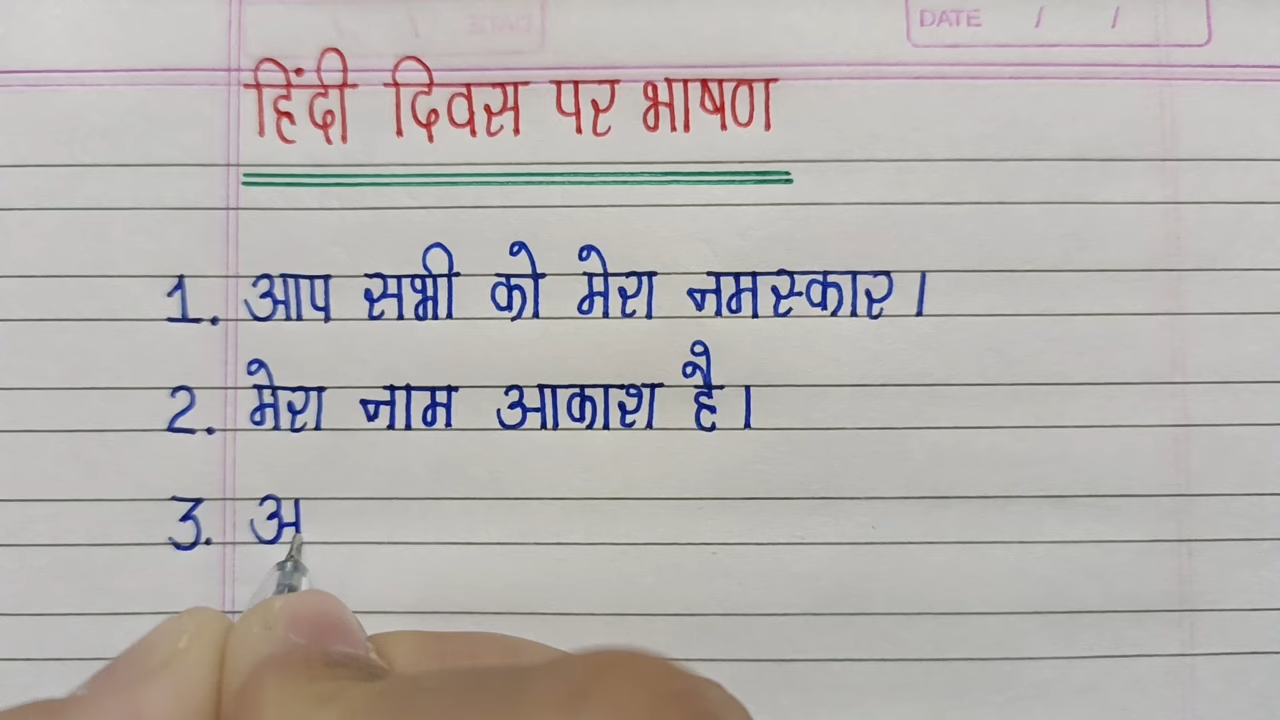 DATE / /
हिंदी दिवस पर भाषण
1. आप सभी को मेरा नमस्कार।
2. मेरा नाम आकाश है।
3. अ